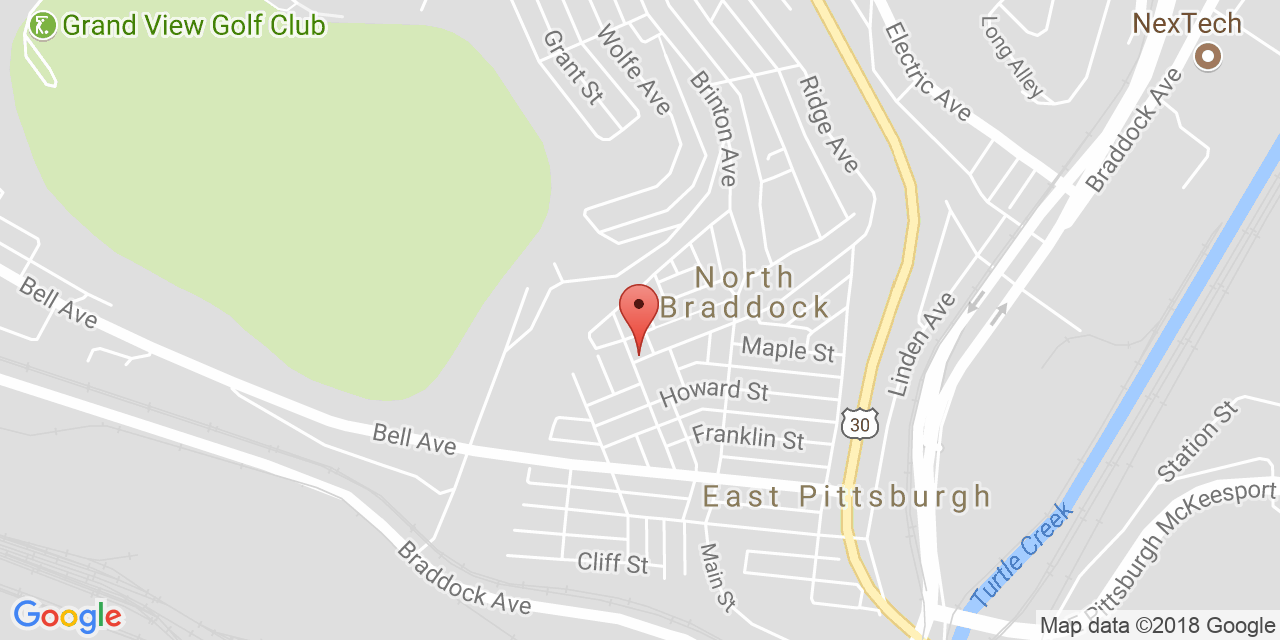 Grand View Golf Club
NexTech
Grant St
Wolfe Ave
Brinton Ave
Ridge Ave
Electric Ave
Long Alley
Braddock Ave
Bell Ave
North
Braddock
Linden Ave
Maple St
Howard St
30
Franklin St
Bell Ave
Station St
East Pittsburgh
Pittsburgh McKeesport
Turtle Creek
Cliff St
Main St
Braddock Ave
Google
Map data ©2018 Google